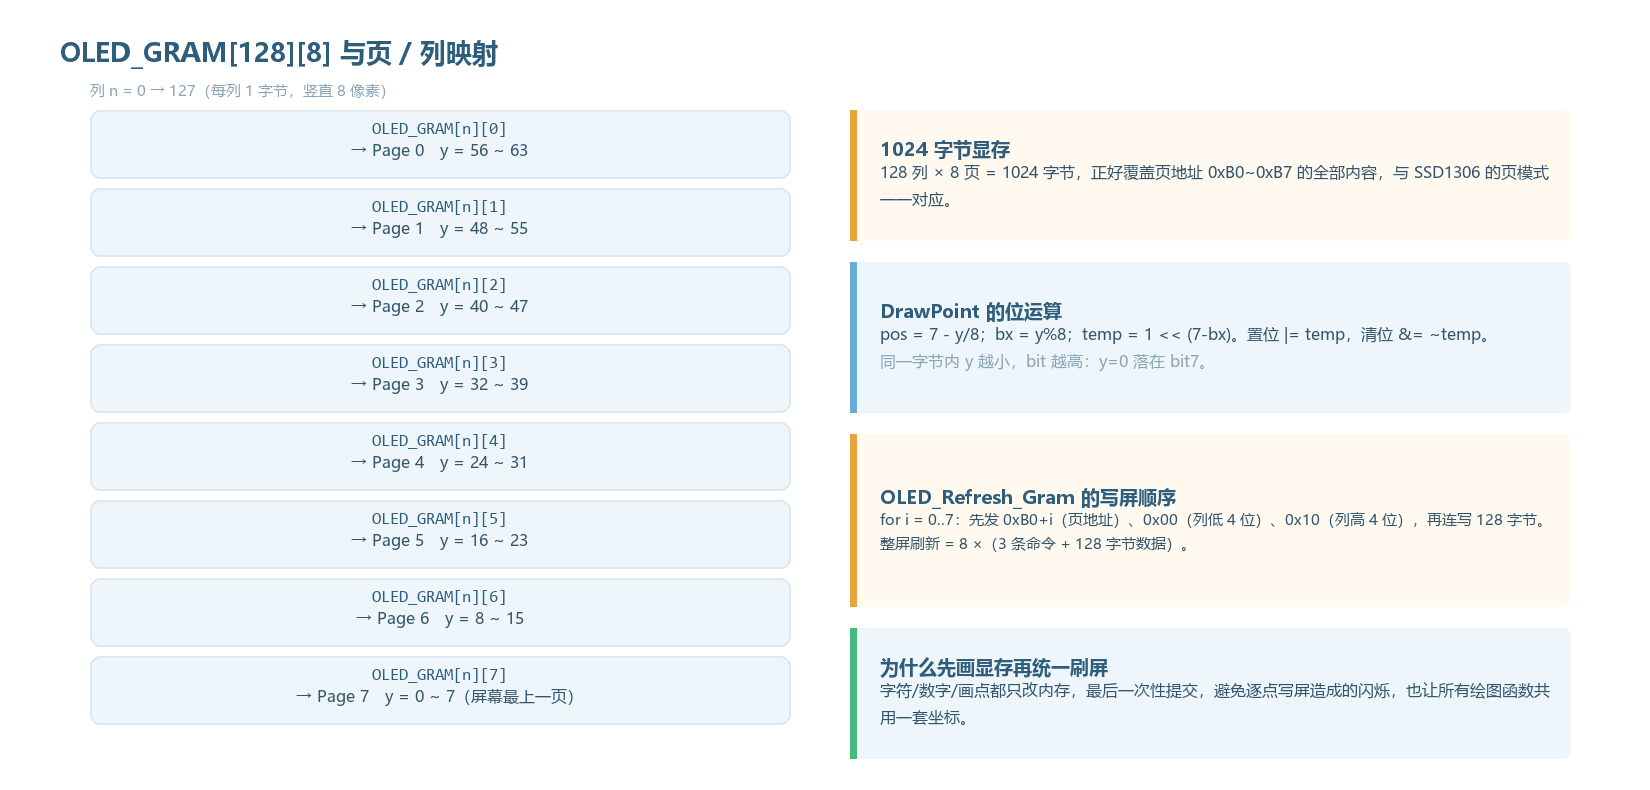 OLED_GRAM[128][8] 与页 / 列映射
列 n = 0 → 127（每列 1 字节，竖直 8 像素）
OLED_GRAM[n][0]
→ Page 0 y = 56 ~ 63
OLED_GRAM[n][1]
→ Page 1 y = 48 ~ 55
OLED_GRAM[n][2]
→ Page 2 y = 40 ~ 47
OLED_GRAM[n][3]
→ Page 3 y = 32 ~ 39
OLED_GRAM[n][4]
→ Page 4 y = 24 ~ 31
OLED_GRAM[n][5]
→ Page 5 y = 16 ~ 23
OLED_GRAM[n][6]
→ Page 6 y = 8 ~ 15
OLED_GRAM[n][7]
→ Page 7 y = 0 ~ 7（屏幕最上一页）
1024 字节显存
128 列 × 8 页 = 1024 字节，正好覆盖页地址 0xB0~0xB7 的全部内容，与 SSD1306 的页模式
一一对应。
DrawPoint 的位运算
pos = 7 - y/8；bx = y%8；temp = 1 << (7-bx)。置位 |= temp，清位 &= ~temp。
同一字节内 y 越小，bit 越高：y=0 落在 bit7。
OLED_Refresh_Gram 的写屏顺序
for i = 0..7：先发 0xB0+i（页地址）、0x00（列低 4 位）、0x10（列高 4 位），再连写 128 字节。
整屏刷新 = 8 ×（3 条命令 + 128 字节数据）。
为什么先画显存再统一刷屏
字符/数字/画点都只改内存，最后一次性提交，避免逐点写屏造成的闪烁，也让所有绘图函数共
用一套坐标。